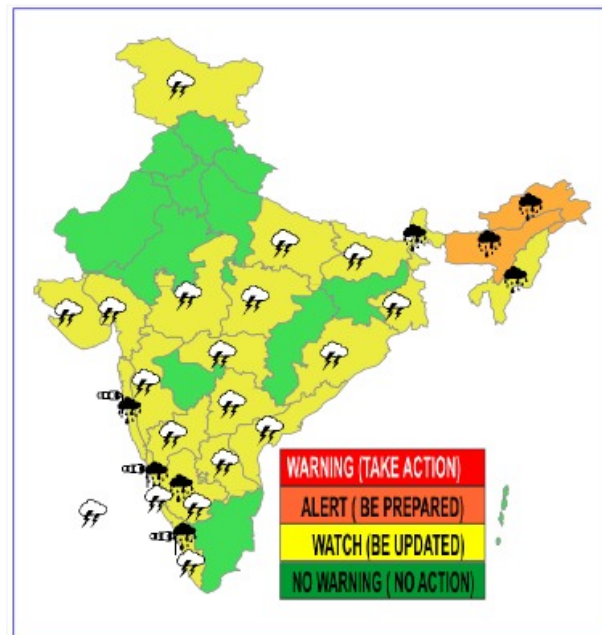 WARNING (TAKE ACTION)
ALERT ( BE PREPARED)
WATCH (BE UPDATED)
NO WARNING ( NO ACTION)